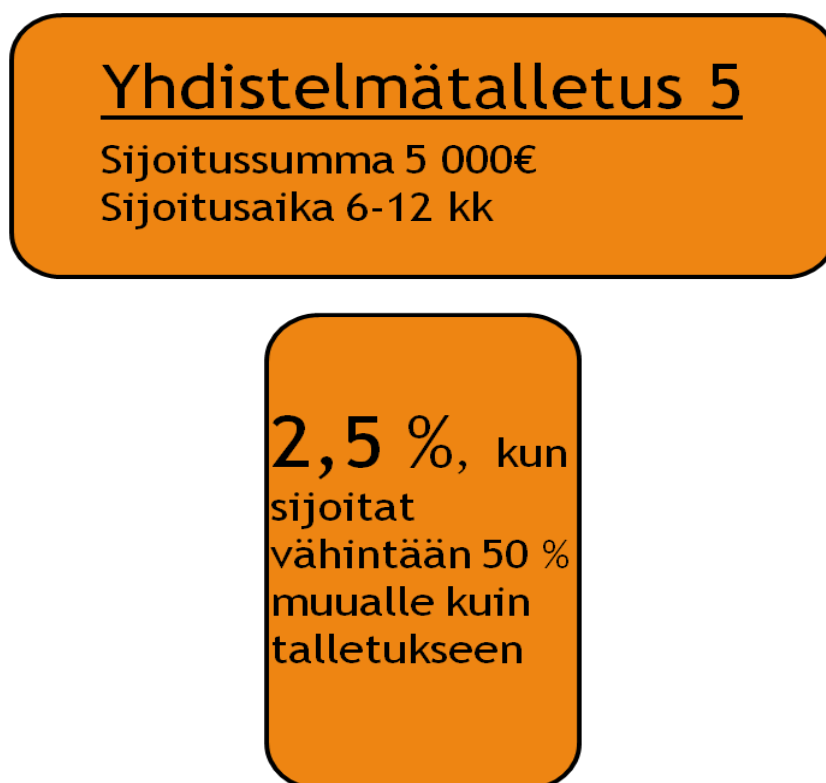 Yhdistelmätalletus 5
Sijoitussumma 5 000€
Sijoitusaika 6-12 kk
2,5 %, kun
sijoitat
vähintään 50 %
muualle kuin
talletukseen